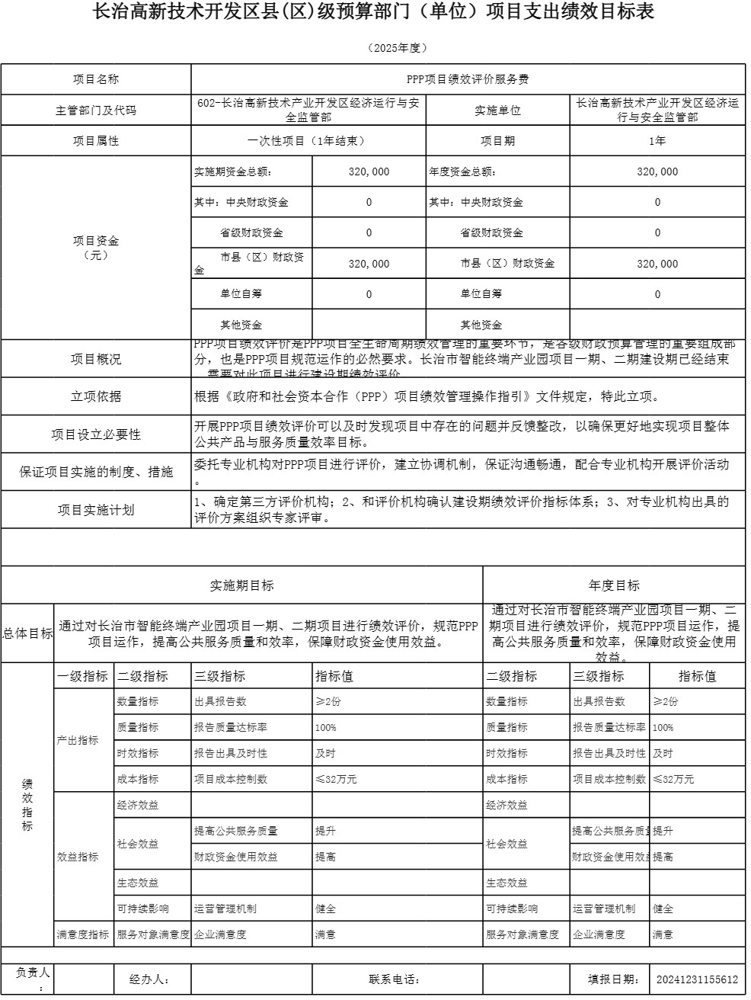 长治高新技术开发区县(区)级预算部门（单位）项目支出绩效目标表
（2025年度）
项目名称 PPP项目绩效评价服务费
主管部门及代码 602-长治高新技术产业开发区经济运行与安全监管部 实施单位 长治高新技术产业开发区经济运行与安全监管部
项目属性 一次性项目（1年结束） 项目期 1年
项目资金（元）
实施期资金总额： 320,000 年度资金总额： 320,000
其中：中央财政资金 0 其中：中央财政资金 0
省级财政资金 0 省级财政资金 0
市县（区）财政资金 320,000 市县（区）财政资金 320,000
单位自筹 0 单位自筹 0
其他资金 其他资金
项目概况
PPP项目绩效评价是PPP项目全生命周期绩效管理的重要环节，是各级财政预算管理的重要组成部
分，也是PPP项目规范运作的必然要求。长治市智能终端产业园项目一期、二期建设期已经结束
，需要对此项目进行建设期绩效评价
立项依据 根据《政府和社会资本合作（PPP）项目绩效管理操作指引》文件规定，特此立项。
项目设立必要性
开展PPP项目绩效评价可以及时发现项目中存在的问题并反馈整改，以确保更好地实现项目整体
公共产品与服务质量效率目标。
保证项目实施的制度、措施
委托专业机构对PPP项目进行评价，建立协调机制，保证沟通畅通，配合专业机构开展评价活动
。
项目实施计划
1、确定第三方评价机构；2、和评价机构确认建设期绩效评价指标体系；3、对专业机构出具的
评价方案组织专家评审。
实施期目标 年度目标
总体目标
通过对长治市智能终端产业园项目一期、二期项目进行绩效评价，规范PPP
项目运作，提高公共服务质量和效率，保障财政资金使用效益。
通过对长治市智能终端产业园项目一期、二
期项目进行绩效评价，规范PPP项目运作，提
高公共服务质量和效率，保障财政资金使用
效益。
绩效指标
一级指标 二级指标 三级指标 指标值 二级指标 三级指标 指标值
产出指标
数量指标 出具报告数 ≥2份 数量指标 出具报告数 ≥2份
质量指标 报告质量达标率 100% 质量指标 报告质量达标率 100%
时效指标 报告出具及时性 及时 时效指标 报告出具及时性 及时
成本指标 项目成本控制数 ≤32万元 成本指标 项目成本控制数 ≤32万元
效益指标
经济效益 经济效益
社会效益 提高公共服务质量 提升 社会效益 提高公共服务质 提升
财政资金使用效益 提高 财政资金使用效 提高
生态效益 生态效益
可持续影响 运营管理机制 健全 可持续影响 运营管理机制 健全
满意度指标 服务对象满意度 企业满意度 满意 服务对象满意度 企业满意度 满意
负责人： 经办人： 联系电话： 填报日期： 20241231155612